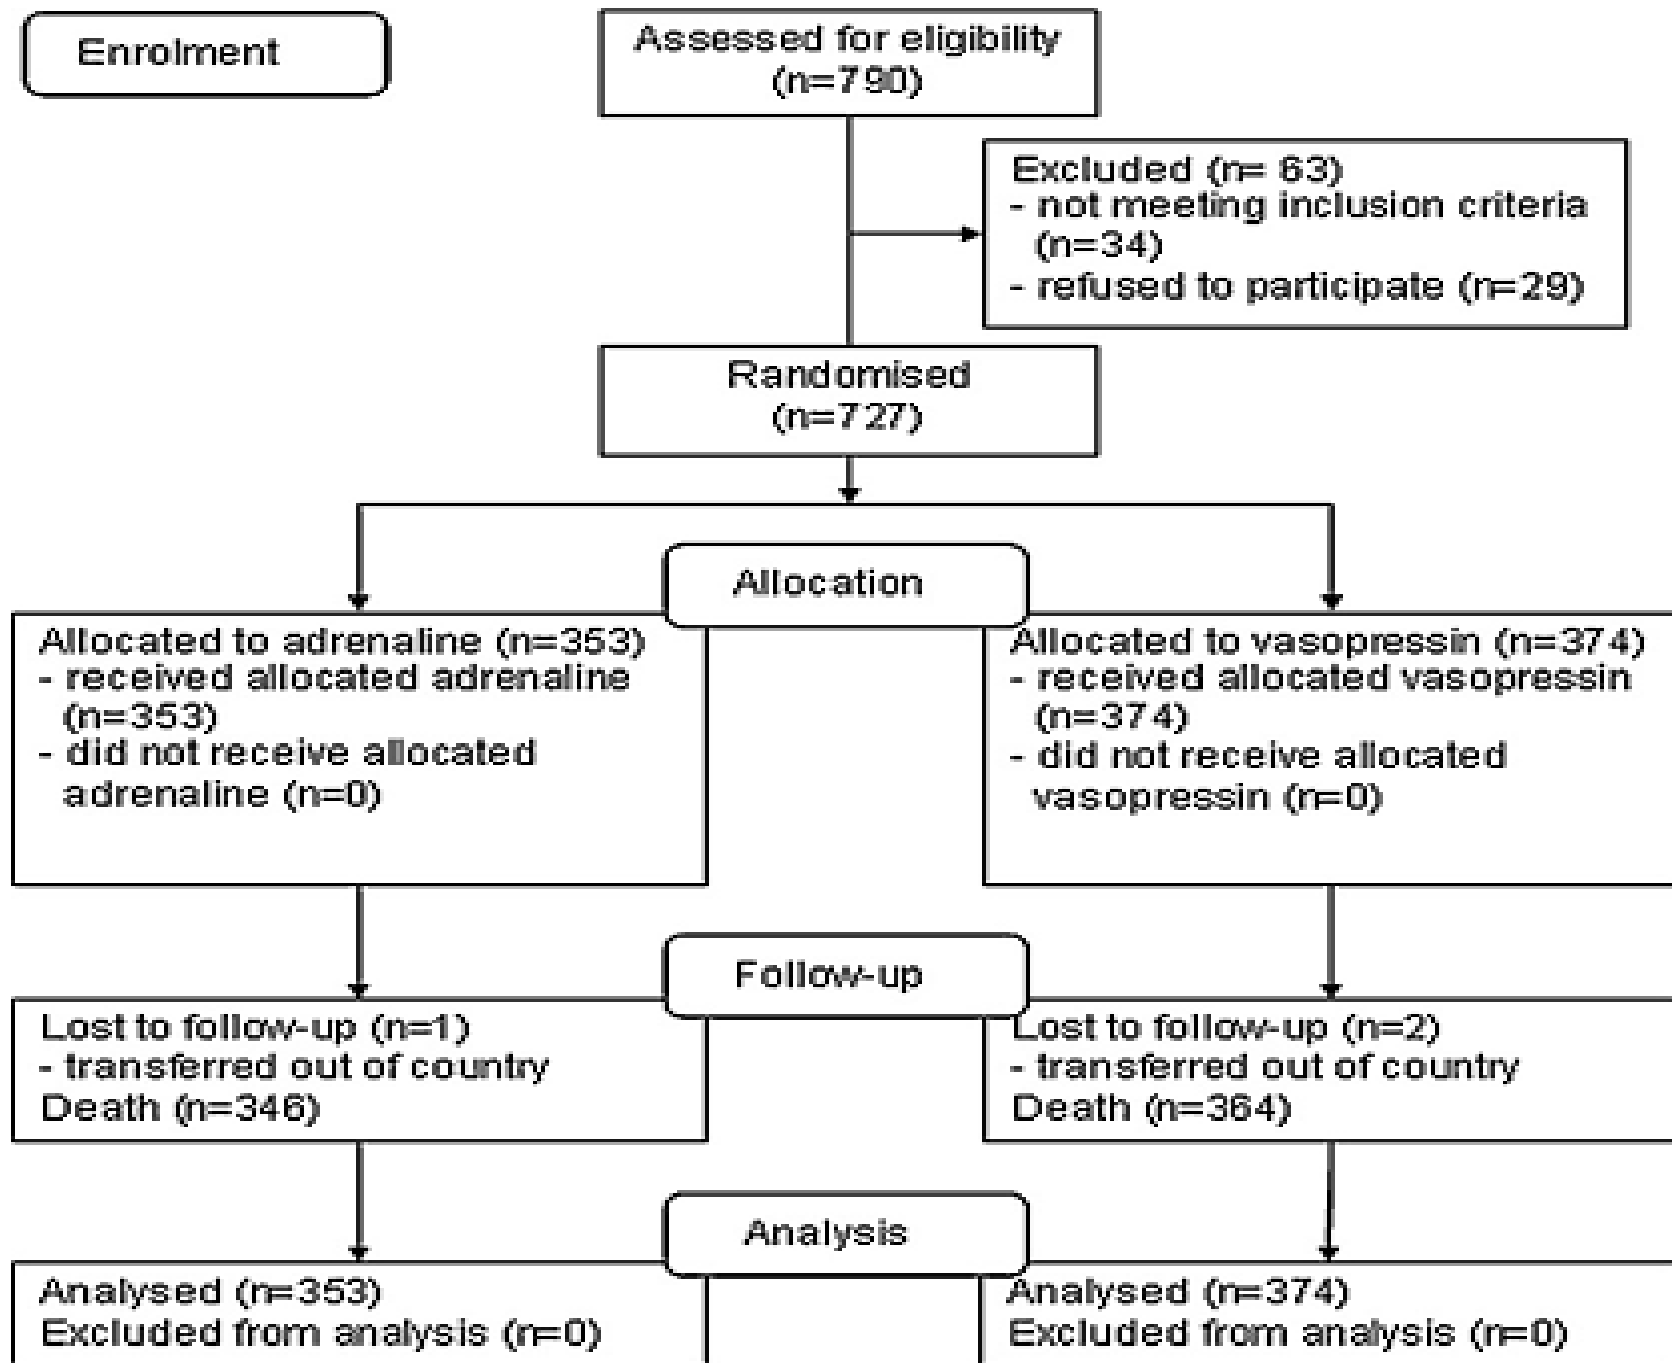 Enrolment
Assessed for eligibility
(n=790)
Excluded (n= 63)
- not meeting inclusion criteria
(n=34)
- refused to participate (n=29)
Randomised
(n=727)
Allocation
Allocated to adrenaline (n=353)
- received allocated adrenaline
(n=353)
- did not receive allocated
adrenaline (n=0)
Allocated to vasopressin (n=374)
- received allocated vasopressin
(n=374)
- did not receive allocated
vasopressin (n=0)
Follow-up
Lost to follow-up (n=1)
- transferred out of country
Death (n=346)
Lost to follow-up (n=2)
- transferred out of country
Death (n=364)
Analysis
Analysed (n=353)
Excluded from analysis (n=0)
Analysed (n=374)
Excluded from analysis (n=0)